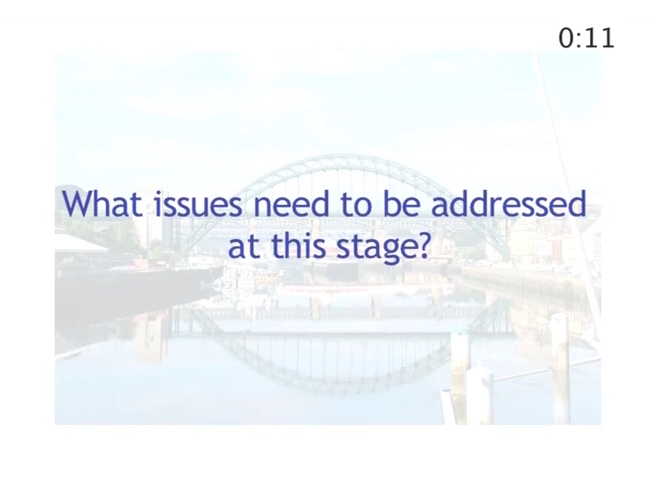 0:11
What issues need to be addressed
at this stage?